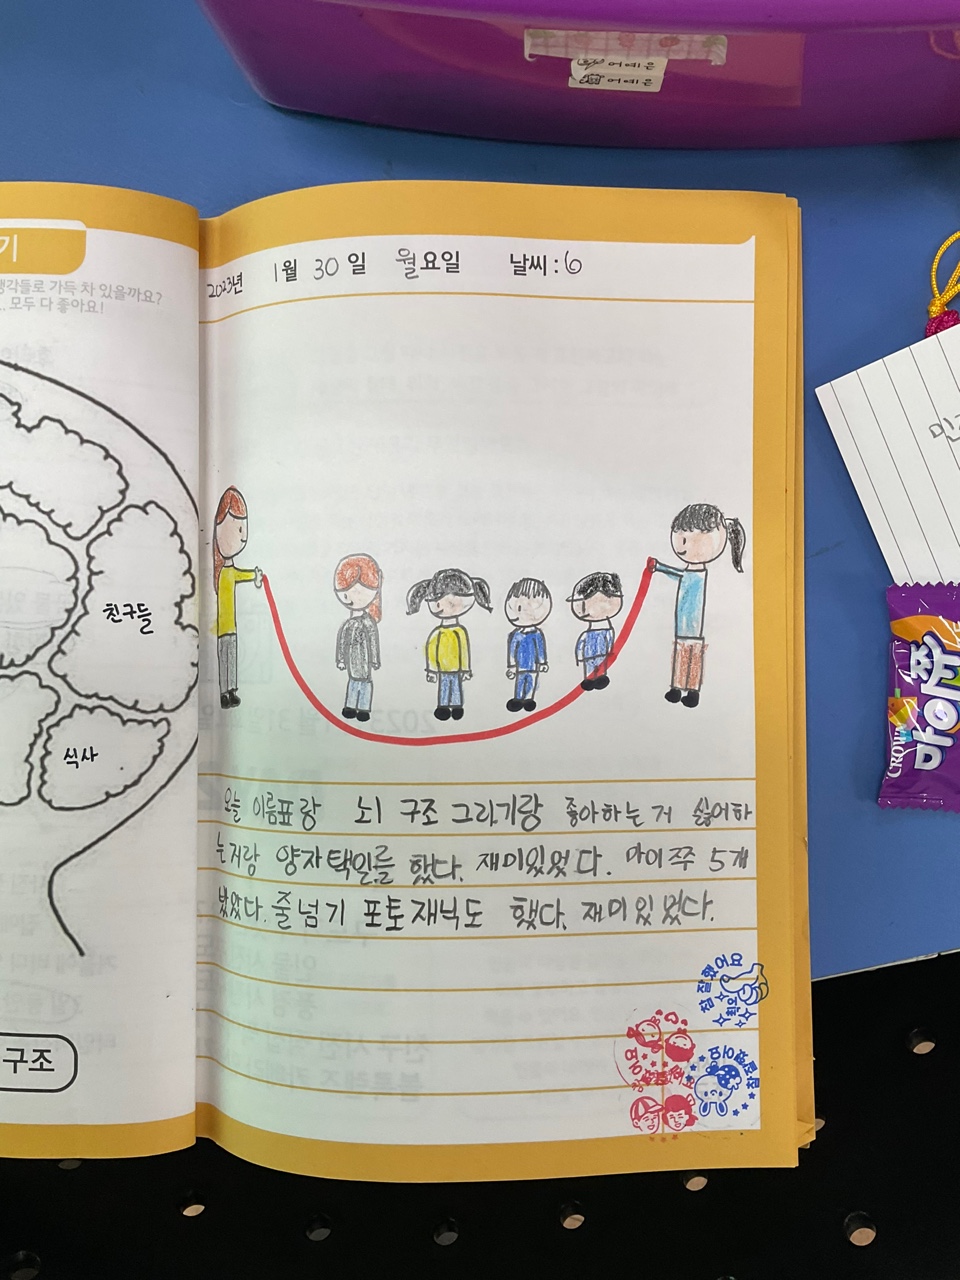 어예은
어예은
기
생각들로 가득 차 있을까요?
.. 모두 다 좋아요!
친구들
식사
구조
2023년 1월 30일 월요일 날씨:6
오늘 이름표랑 뇌 구조 그리기랑 좋아하는 거 싫어하
는거랑 양자택일을 했다. 재미있었다. 마이쭈 5개
받았다. 줄넘기 포토재닉도 했다. 재미있었다.
참 잘했어요
최고
CROWN
마이쮸